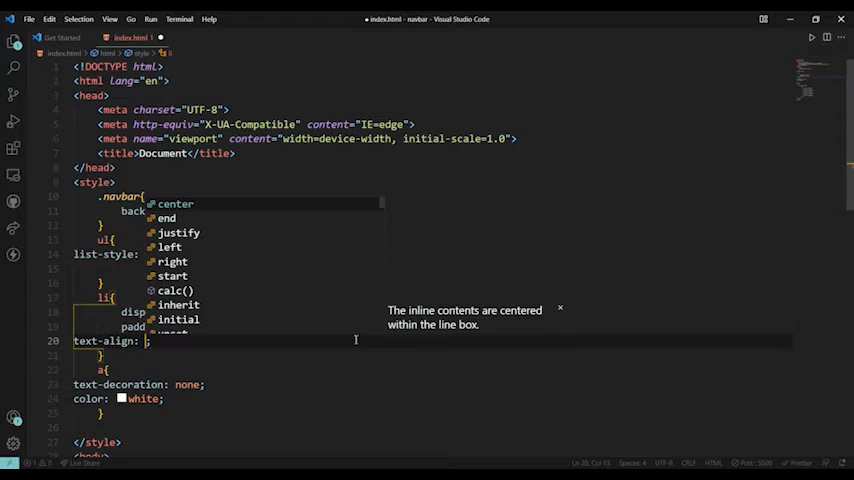 File Edit Selection View Go Run Terminal Help
● index.html - navbar - Visual Studio Code
Get Started index.html 1 ●
index.html > html > style > li
1 <!DOCTYPE html>
2 <html lang="en">
3 <head>
4 <meta charset="UTF-8">
5 <meta http-equiv="X-UA-Compatible" content="IE=edge">
6 <meta name="viewport" content="width=device-width, initial-scale=1.0">
7 <title>Document</title>
8 </head>
9 <style>
10 .navbar{
11 back
12 }
13 ul{
14 list-style:
15
16 }
17 li{
18 disp
19 padd
20 text-align: ;
21 }
22 a{
23 text-decoration: none;
24 color: white;
25 }
26
27 </style>
28 <body>
center
end
justify
left
right
start
calc()
inherit
initial
unset
The inline contents are centered
within the line box.
×
1 0 Live Share
Ln 20, Col 13 Spaces: 4 UTF-8 CRLF HTML Port : 5500 Prettier